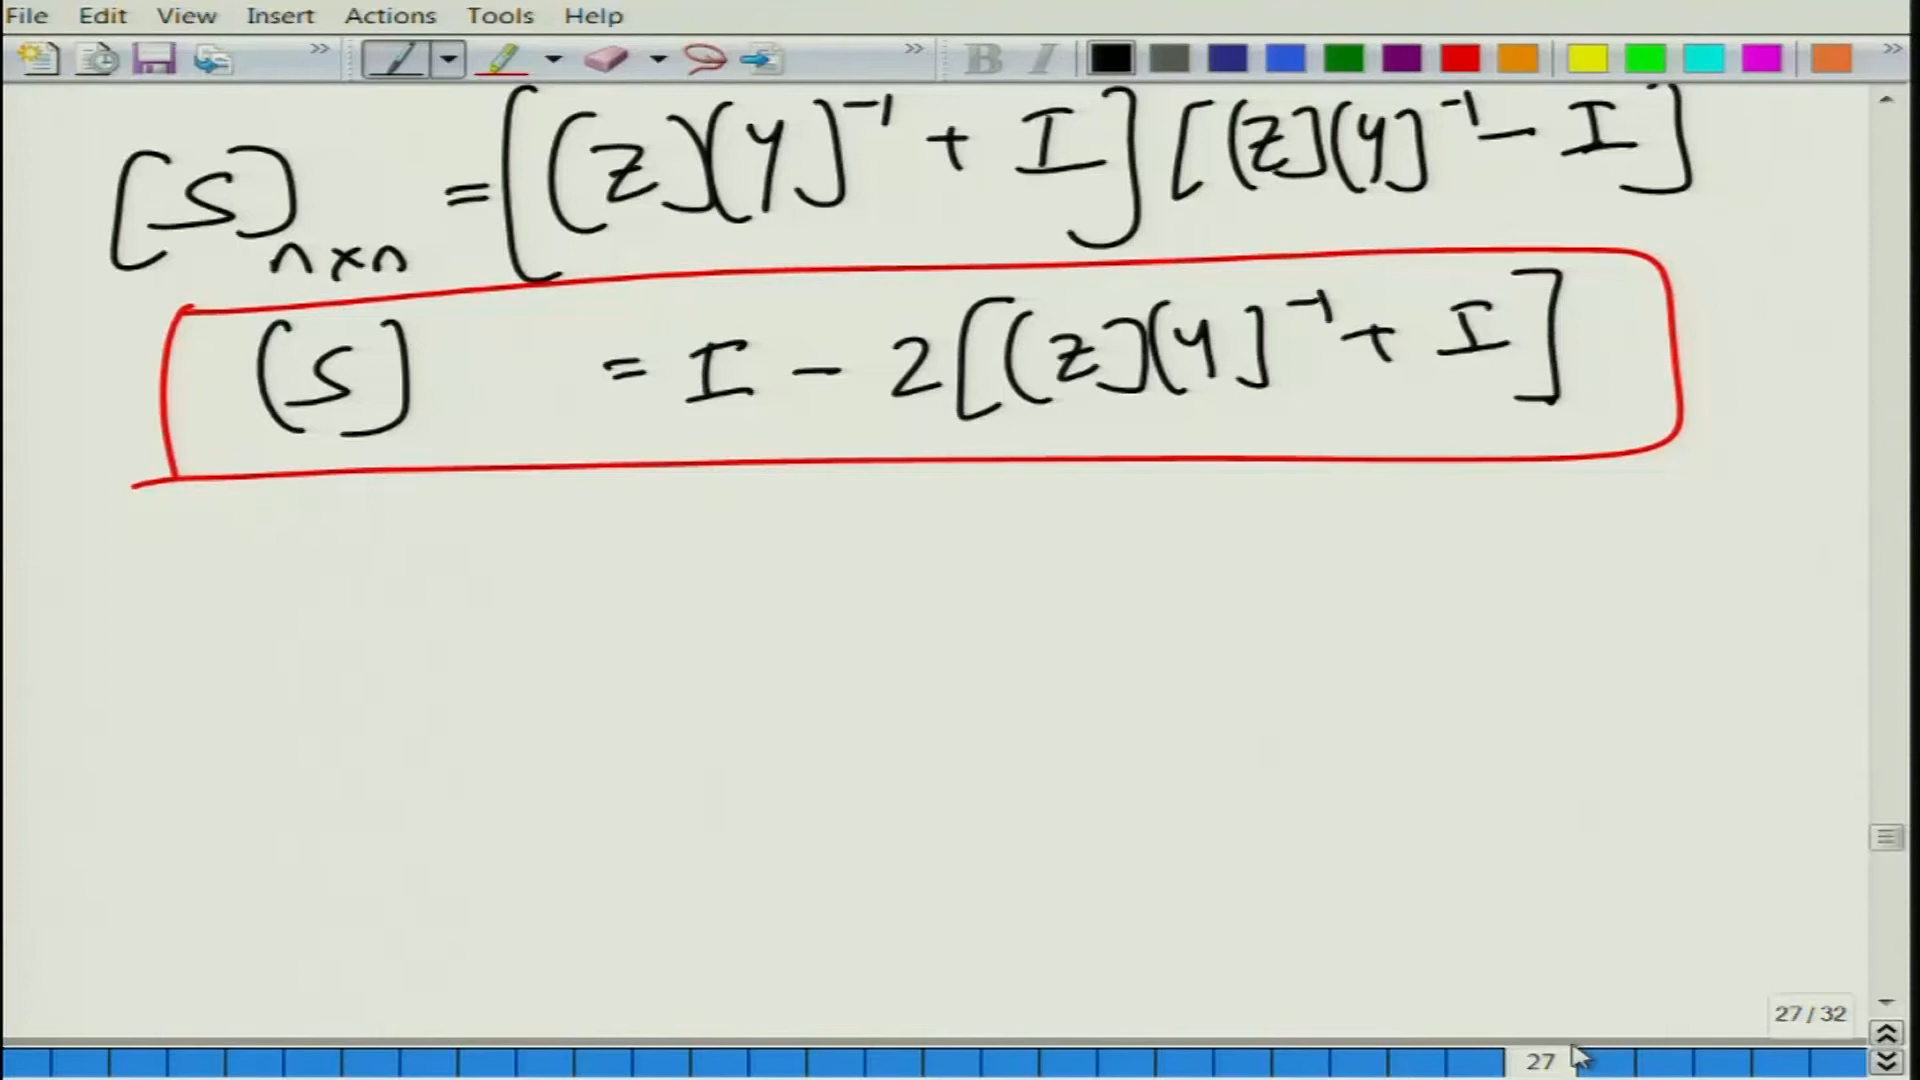 File Edit View Insert Actions Tools Help
B I
[S]n×n = [[Z][Y]⁻¹ + I] [[Z][Y]⁻¹ - I]
[S] = I - 2[[Z][Y]⁻¹ + I]
27 / 32
27